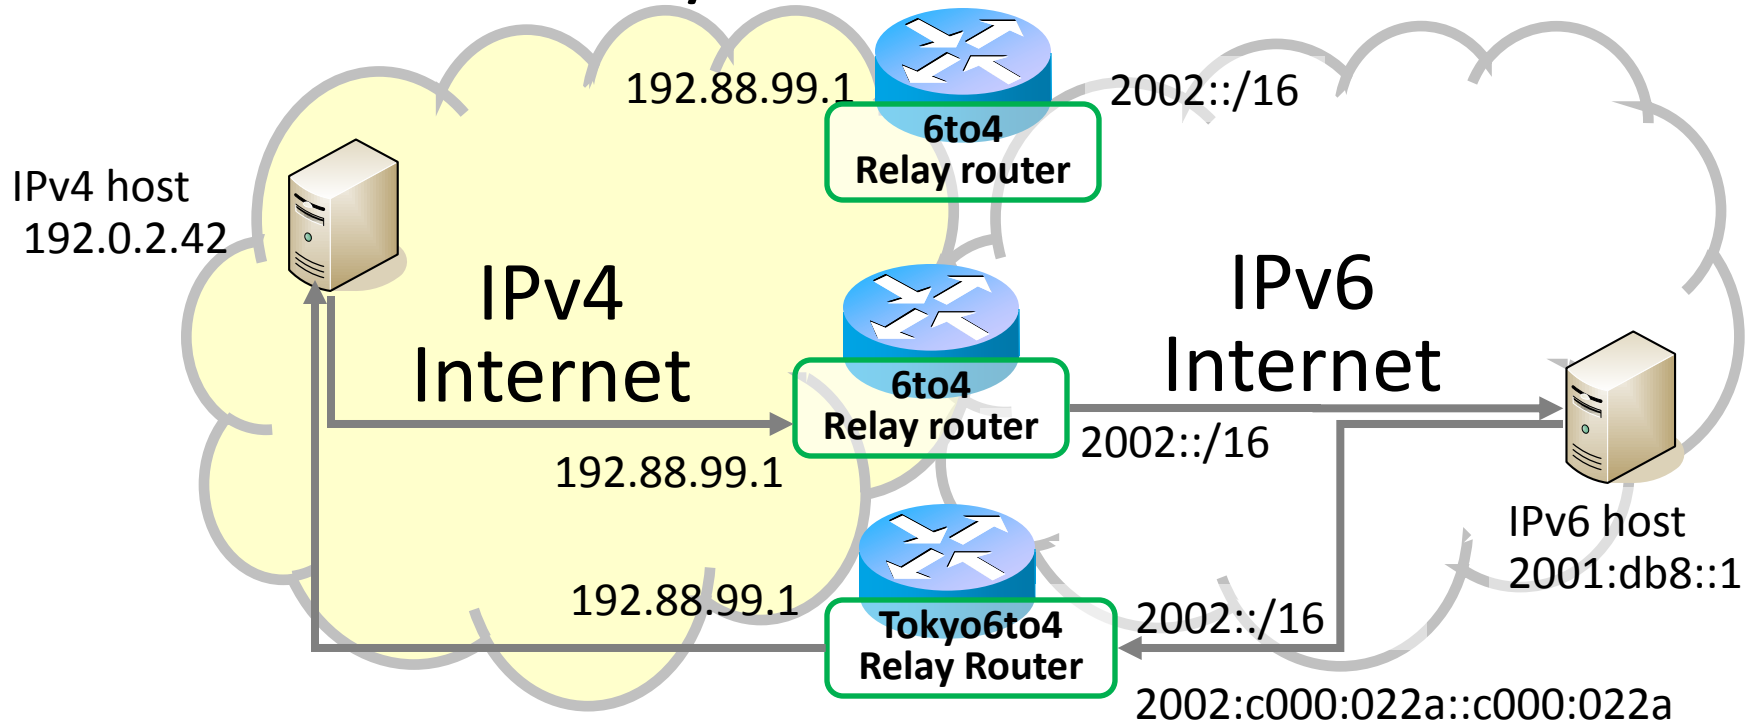 192.88.99.1
2002::/16
6to4
Relay router
IPv4 host
192.0.2.42
IPv4
Internet
IPv6
Internet
6to4
Relay router
192.88.99.1
2002::/16
IPv6 host
2001:db8::1
192.88.99.1
Tokyo6to4
Relay Router
2002::/16
2002:c000:022a::c000:022a